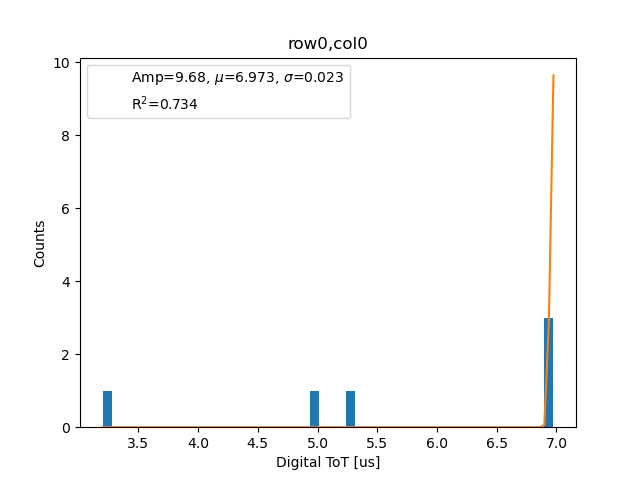 row0,col0
Amp=9.68, μ=6.973, σ=0.023
R²=0.734
10
8
6
4
2
0
Counts
3.5 4.0 4.5 5.0 5.5 6.0 6.5 7.0
Digital ToT [us]